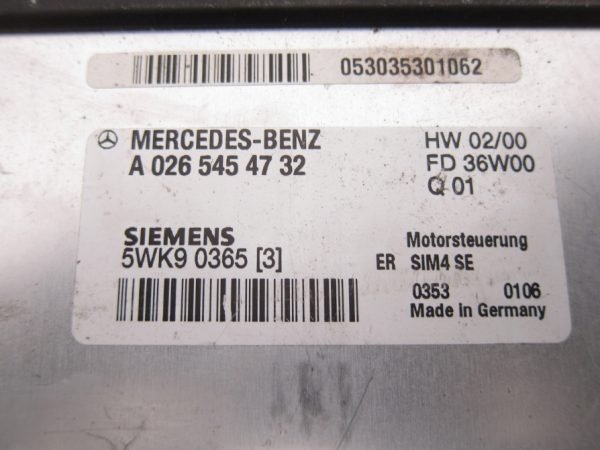 053035301062
MERCEDES-BENZ
A 026 545 47 32
HW 02/00
FD 36W00
Q 01
SIEMENS
5WK9 0365 [3]
Motorsteuerung
ER SIM4 SE
0353 0106
Made in Germany